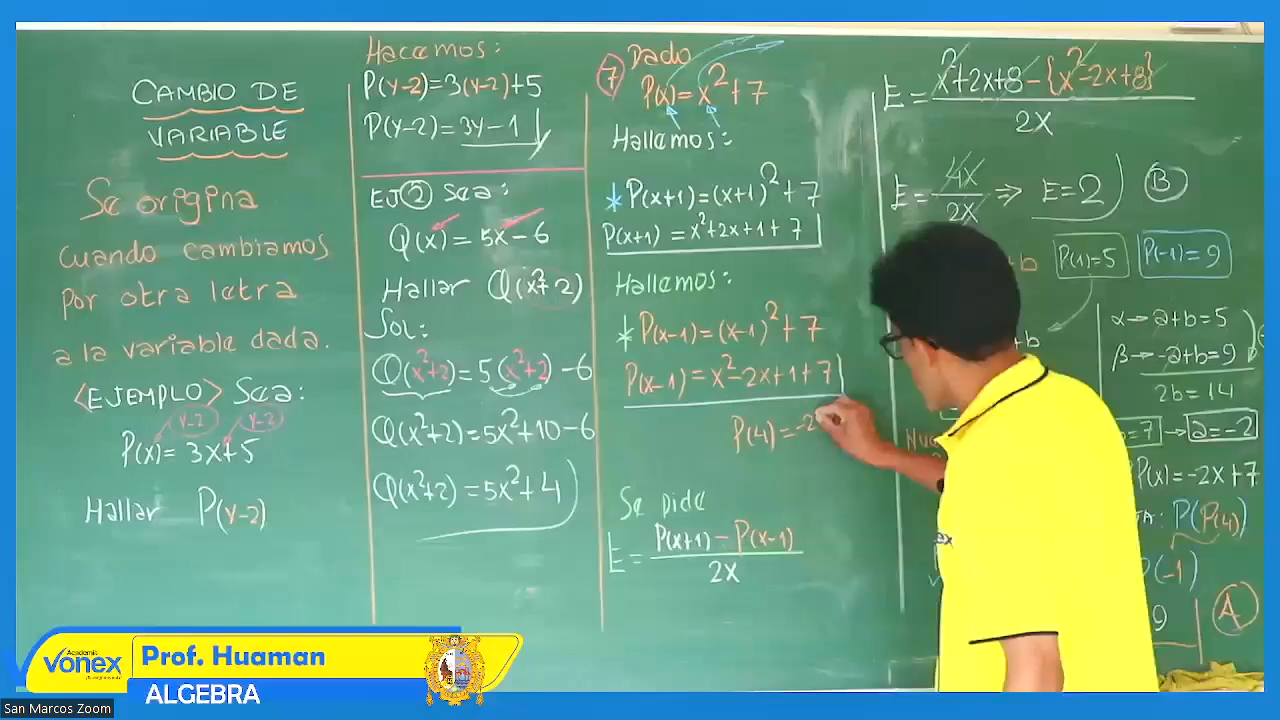 CAMBIO DE
VARIABLE
Se origina
cuando cambiamos
por otra letra
a la variable dada.
<EJEMPLO> Sea:
y-2 y-2
P(x)= 3x+5
Hallar P(y-2)
Hacemos:
P(y-2)=3(y-2)+5
P(y-2)=3y-1
EJ② Sea:
Q(x)= 5x-6
Hallar Q(x²+2)
Sol:
Q(x²+2)=5(x²+2)-6
Q(x²+2)=5x²+10-6
Q(x²+2)=5x²+4
⑦ Dado
P(x)= x²+7
Hallemos:
* P(x+1)=(x+1)²+7
P(x+1) = x²+2x+1+7
Hallemos:
* P(x-1)=(x-1)²+7
P(x-1)= x²-2x+1+7
P(4)=-2
Se pide
E= P(x+1)-P(x-1)
2x
E= x²+2x+8-{x²-2x+8}
2x
E= 4x ⇒ E=2 B
2x
P(1)=5 P(-1)=9
α→ a+b=5
β→ -a+b=9
2b=14
=7 → a=-2
P(x)=-2x+7
P(P(4))
(-1)
9 A
Academia
Vonex
Prof. Huaman
ALGEBRA
San Marcos Zoom